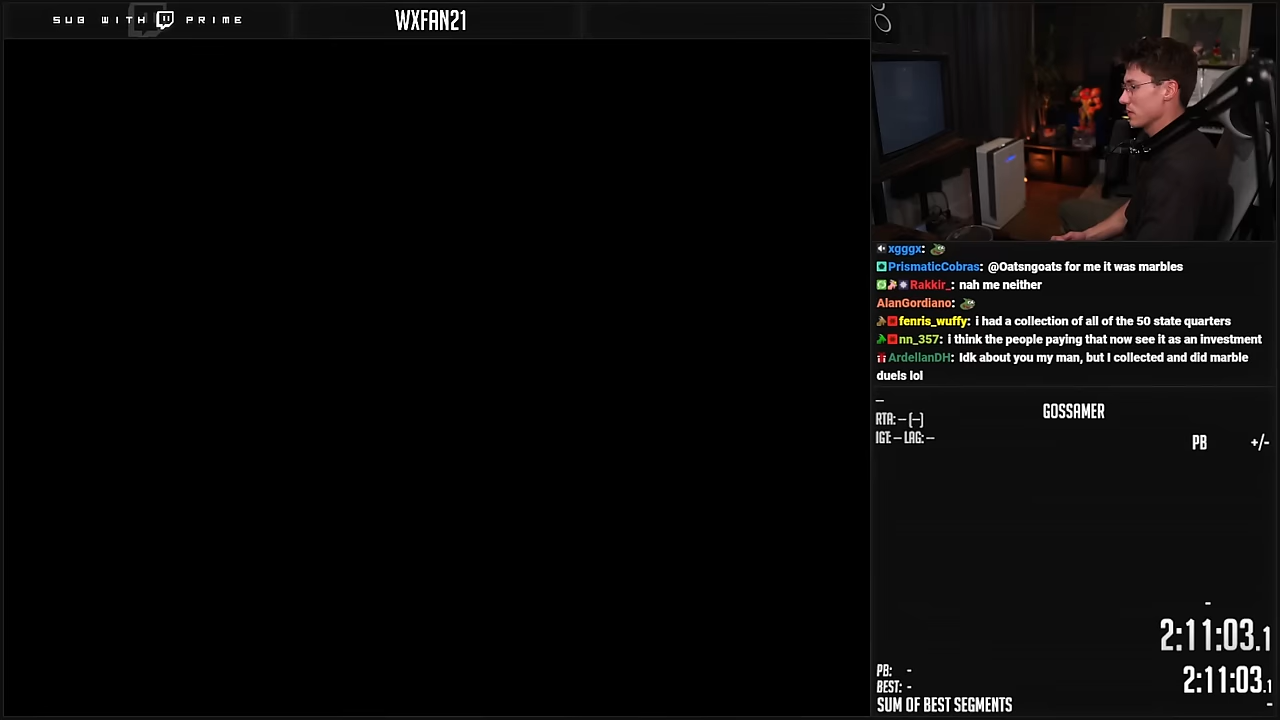 SUB WITH PRIME
WXFAN21
xgggx:
PrismaticCobras: @Oatsngoats for me it was marbles
Rakkir_: nah me neither
AlanGordiano:
fenris_wuffy: i had a collection of all of the 50 state quarters
nn_357: i think the people paying that now see it as an investment
ArdellanDH: Idk about you my man, but I collected and did marble
duels lol
—
RTA: — (—)
IGT: — LAG: —
GOSSAMER
PB +/-
-
2:11:03.1
PB: -
2:11:03.1
BEST: -
SUM OF BEST SEGMENTS -